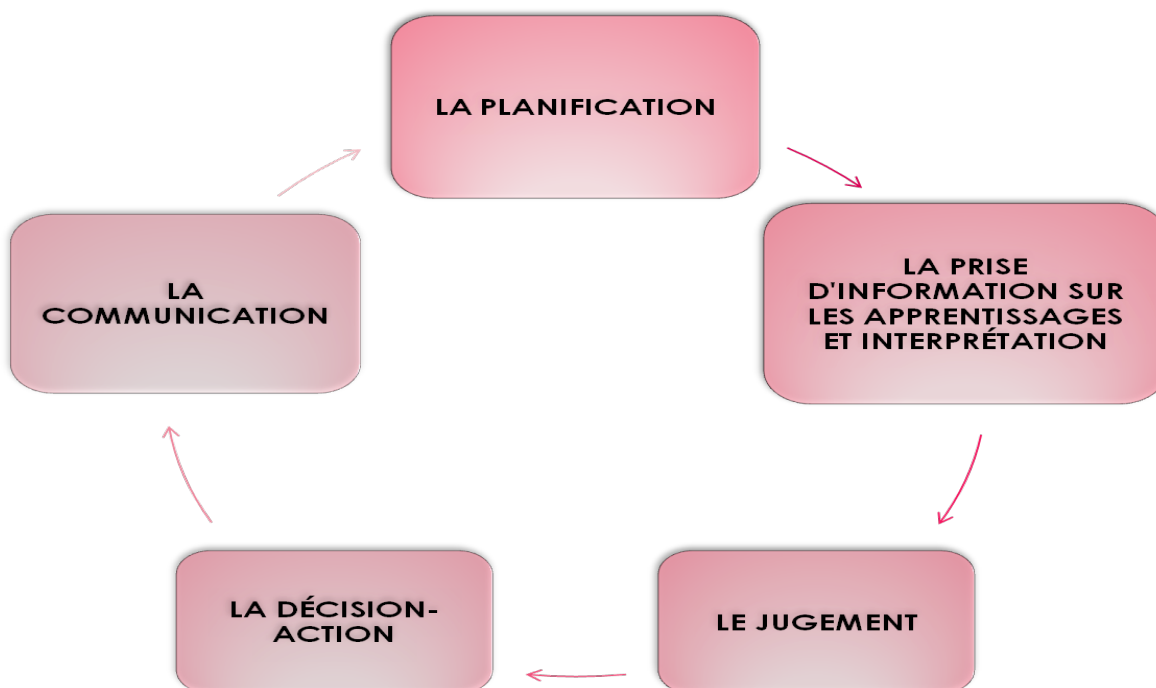 LA PLANIFICATION
LA PRISE
D'INFORMATION SUR
LES APPRENTISSAGES
ET INTERPRÉTATION
LE JUGEMENT
LA DÉCISION-
ACTION
LA
COMMUNICATION